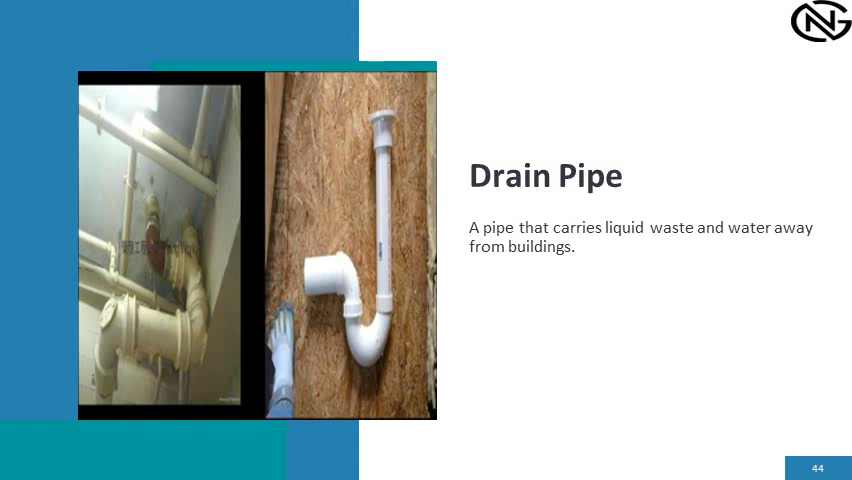 Drain Pipe
A pipe that carries liquid waste and water away
from buildings.
44